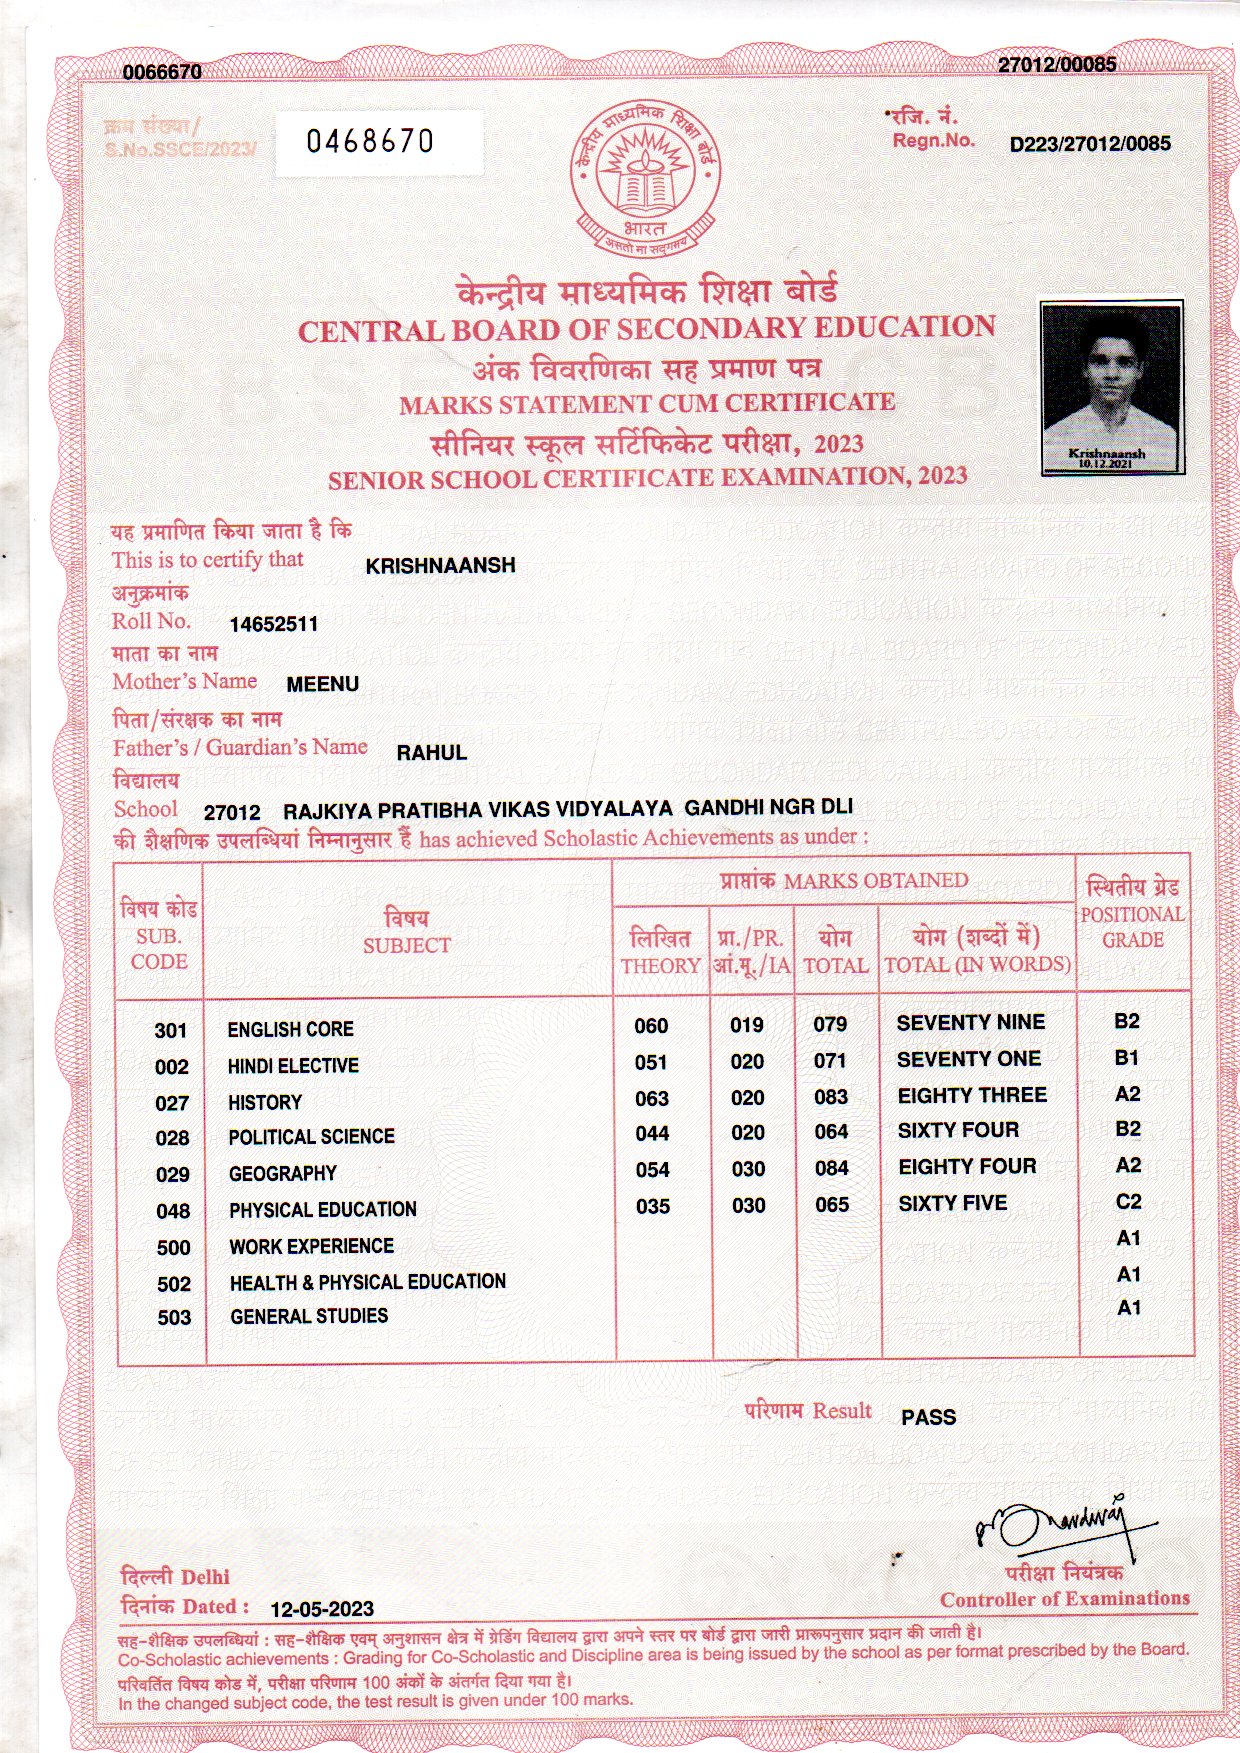 0066670
27012/00085
क्रम संख्या/
S.No.SSCE/2023/
0468670
रजि. नं.
Regn.No. D223/27012/0085
केन्द्रीय माध्यमिक शिक्षा बोर्ड
भारत
असतो मा सद्गमय
केन्द्रीय माध्यमिक शिक्षा बोर्ड
CENTRAL BOARD OF SECONDARY EDUCATION
अंक विवरणिका सह प्रमाण पत्र
MARKS STATEMENT CUM CERTIFICATE
सीनियर स्कूल सर्टिफिकेट परीक्षा, 2023
SENIOR SCHOOL CERTIFICATE EXAMINATION, 2023
Krishnaansh
10.12.2021
यह प्रमाणित किया जाता है कि
This is to certify that KRISHNAANSH
अनुक्रमांक
Roll No. 14652511
माता का नाम
Mother's Name MEENU
पिता/संरक्षक का नाम
Father's / Guardian's Name RAHUL
विद्यालय
School 27012 RAJKIYA PRATIBHA VIKAS VIDYALAYA GANDHI NGR DLI
की शैक्षणिक उपलब्धियां निम्नानुसार हैं has achieved Scholastic Achievements as under :
विषय कोड
SUB.
CODE
विषय
SUBJECT
प्राप्तांक MARKS OBTAINED
लिखित
THEORY
प्रा./PR.
आं.मू./IA
योग
TOTAL
योग (शब्दों में)
TOTAL (IN WORDS)
स्थितीय ग्रेड
POSITIONAL
GRADE
301 ENGLISH CORE 060 019 079 SEVENTY NINE B2
002 HINDI ELECTIVE 051 020 071 SEVENTY ONE B1
027 HISTORY 063 020 083 EIGHTY THREE A2
028 POLITICAL SCIENCE 044 020 064 SIXTY FOUR B2
029 GEOGRAPHY 054 030 084 EIGHTY FOUR A2
048 PHYSICAL EDUCATION 035 030 065 SIXTY FIVE C2
500 WORK EXPERIENCE A1
502 HEALTH & PHYSICAL EDUCATION A1
503 GENERAL STUDIES A1
परिणाम Result PASS
दिल्ली Delhi
दिनांक Dated : 12-05-2023
परीक्षा नियंत्रक
Controller of Examinations
सह-शैक्षिक उपलब्धियां : सह-शैक्षिक एवम् अनुशासन क्षेत्र में ग्रेडिंग विद्यालय द्वारा अपने स्तर पर बोर्ड द्वारा जारी प्रारूपनुसार प्रदान की जाती है।
Co-Scholastic achievements : Grading for Co-Scholastic and Discipline area is being issued by the school as per format prescribed by the Board.
परिवर्तित विषय कोड में, परीक्षा परिणाम 100 अंकों के अंतर्गत दिया गया है।
In the changed subject code, the test result is given under 100 marks.